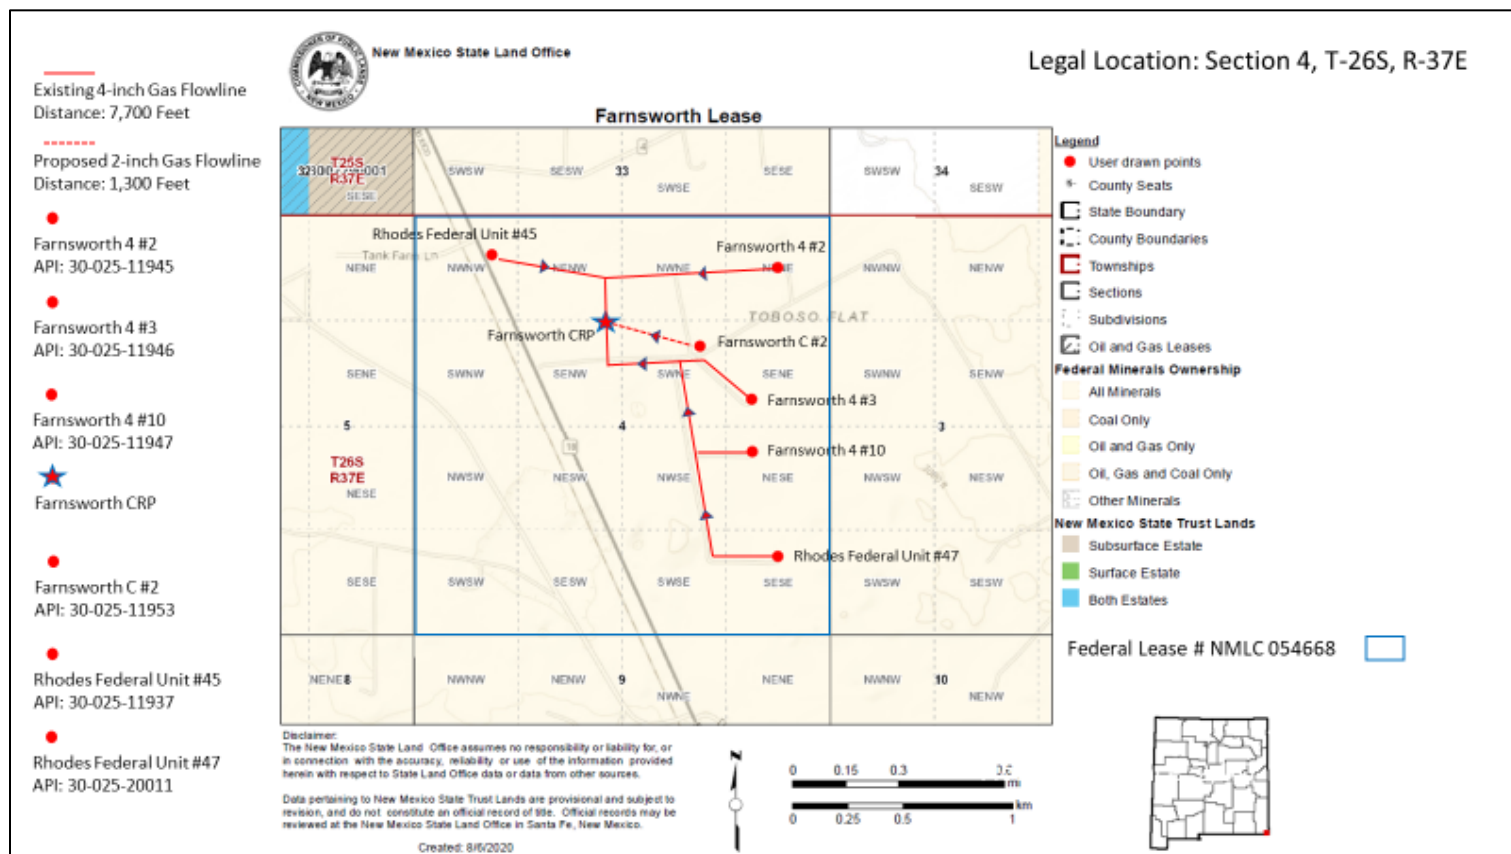 New Mexico State Land Office
COMMISSIONER OF PUBLIC LANDS
NEW MEXICO
Legal Location: Section 4, T-26S, R-37E
Existing 4-inch Gas Flowline
Distance: 7,700 Feet
Proposed 2-inch Gas Flowline
Distance: 1,300 Feet
Farnsworth 4 #2
API: 30-025-11945
Farnsworth 4 #3
API: 30-025-11946
Farnsworth 4 #10
API: 30-025-11947
Farnsworth CRP
Farnsworth C #2
API: 30-025-11953
Rhodes Federal Unit #45
API: 30-025-11937
Rhodes Federal Unit #47
API: 30-025-20011
Farnsworth Lease
T25S
R37E
SESE
SWSW
SESW
33
4
SWSE
SESE
SWSW
34
SESW
Rhodes Federal Unit #45
Farnsworth 4 #2
Tank Farm Ln
NENE
NWNW
NENW
NWNE
NENE
NWNW
NENW
TOBOSO FLAT
Farnsworth CRP
Farnsworth C #2
SENE
SWNW
SENW
SWNE
SENE
SWNW
SENW
Farnsworth 4 #3
5
18
4
3
Farnsworth 4 #10
T26S
R37E
NESE
NWSW
NESW
NWSE
NESE
NWSW
NESW
Rhodes Federal Unit #47
SESE
SWSW
SESW
SWSE
SESE
SWSW
SESW
NENE 8
NWNW
NENW
9
NWNE
NENE
NWNW
10
NENW
Legend
User drawn points
County Seats
State Boundary
County Boundaries
Townships
Sections
Subdivisions
Oil and Gas Leases
Federal Minerals Ownership
All Minerals
Coal Only
Oil and Gas Only
Oil, Gas and Coal Only
Other Minerals
New Mexico State Trust Lands
Subsurface Estate
Surface Estate
Both Estates
Federal Lease # NMLC 054668
Disclaimer:
The New Mexico State Land Office assumes no responsibility or liability for, or
in connection with the accuracy, reliability or use of the information provided
herein with respect to State Land Office data or data from other sources.
Data pertaining to New Mexico State Trust Lands are provisional and subject to
revision, and do not constitute an official record of title. Official records may be
reviewed at the New Mexico State Land Office in Santa Fe, New Mexico.
Created: 8/6/2020
N
0 0.15 0.3
mi
km
0 0.25 0.5 1